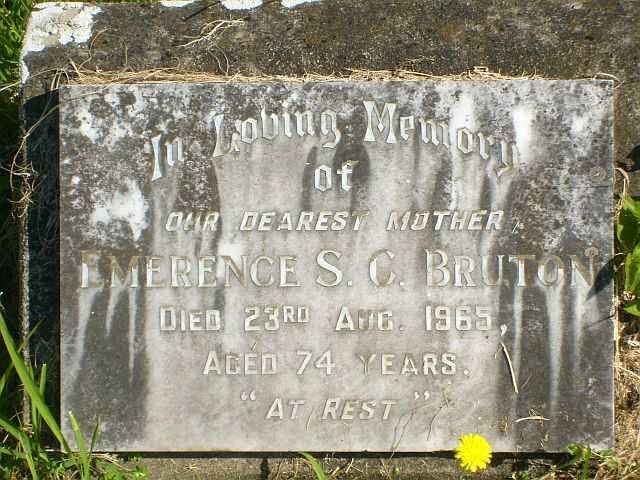 In Loving Memory
of
OUR DEAREST MOTHER,
EMERENCE S. C. BRUTON
DIED 23RD AUG. 1965,
AGED 74 YEARS.
"AT REST"